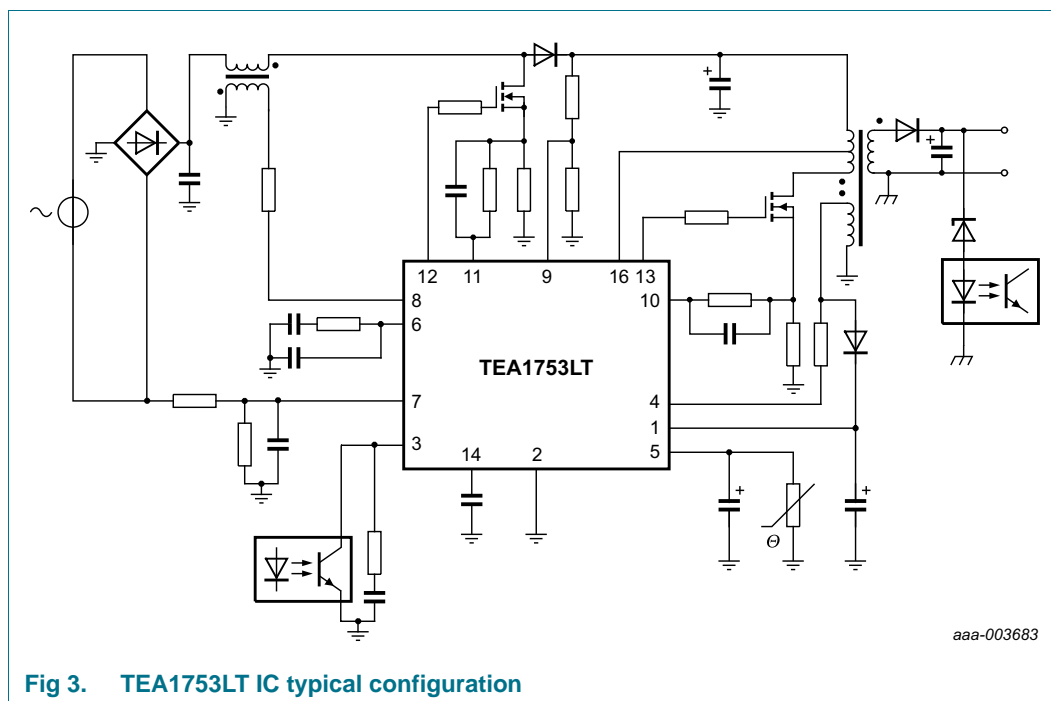 12 11 9 16 13
8
10
6
TEA1753LT
7
4
3
1
14 2
5
+
+
+
+
Θ
aaa-003683
Fig 3. TEA1753LT IC typical configuration